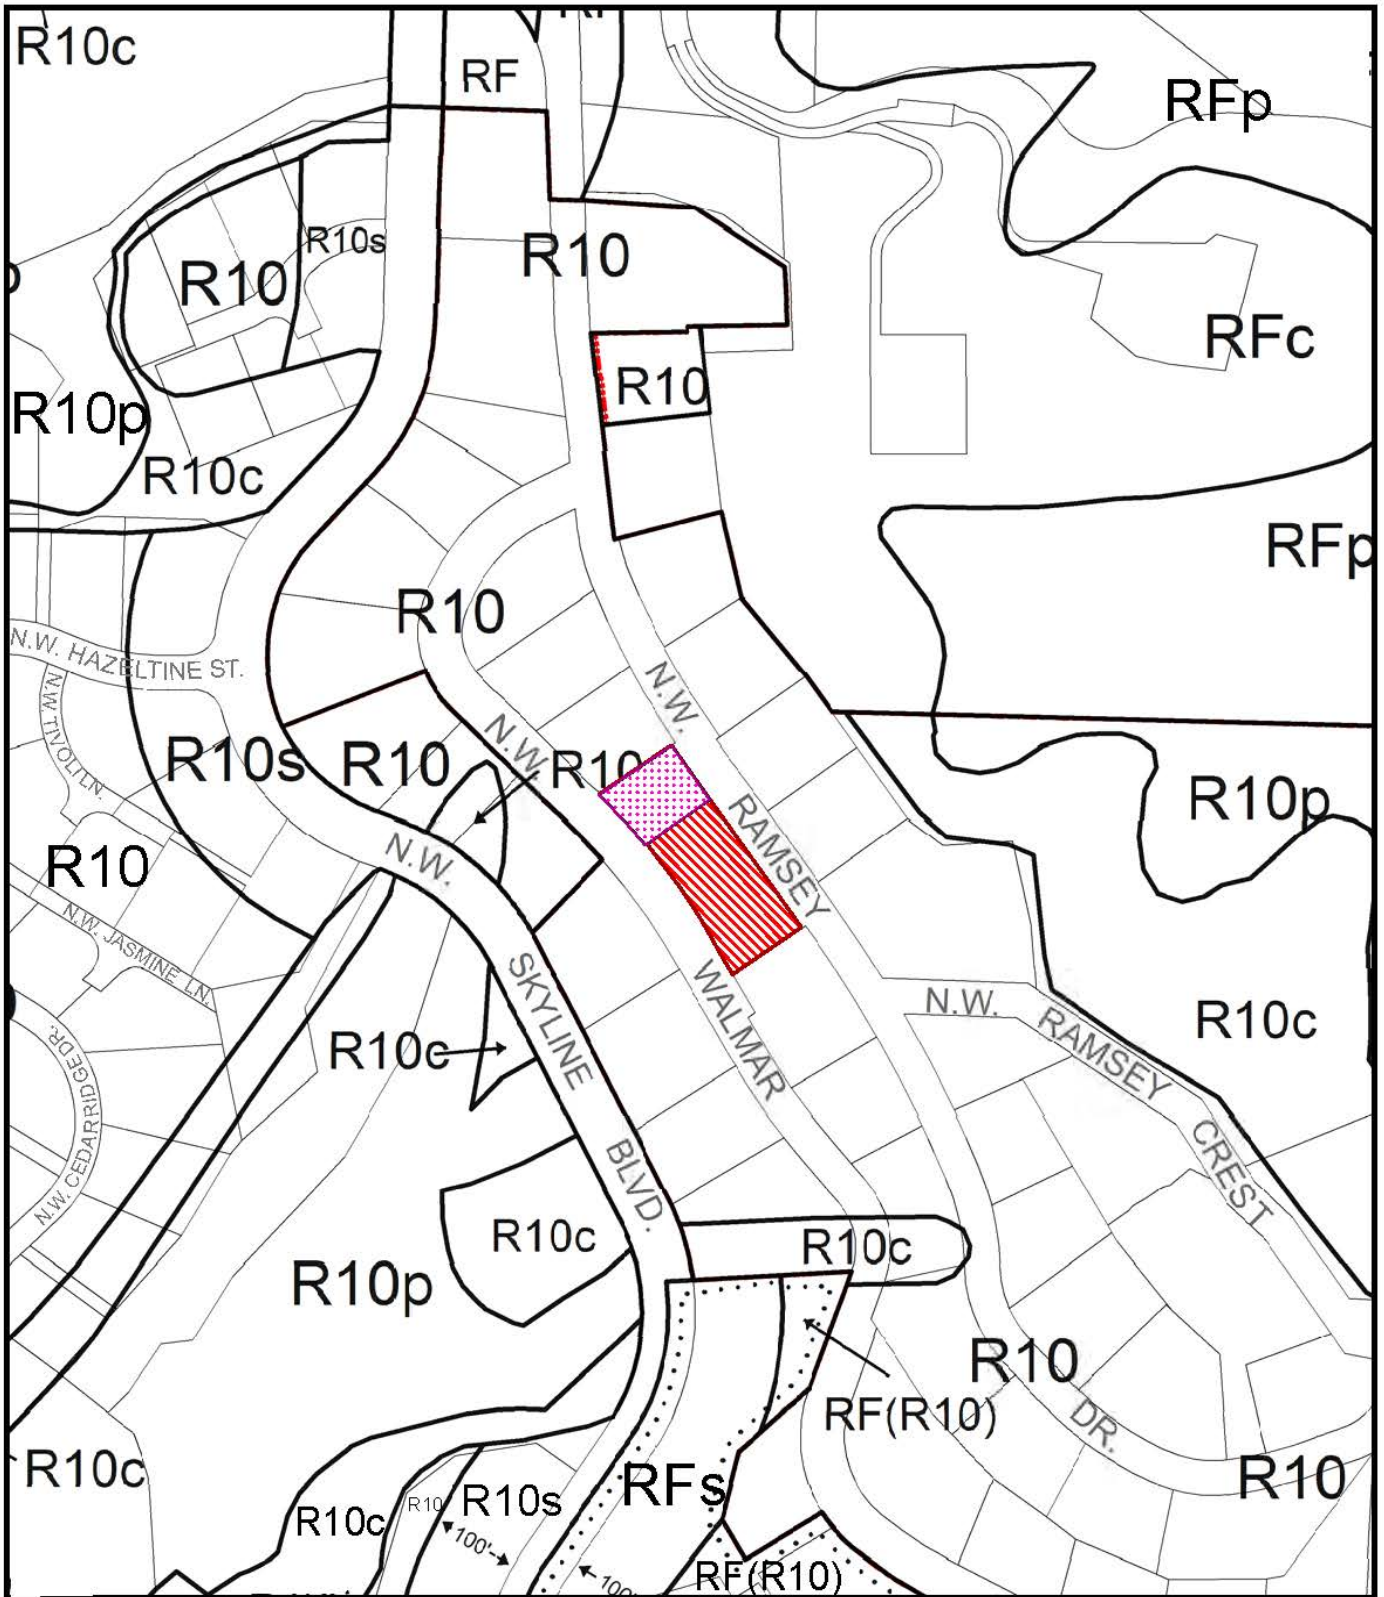 R10c
RF
RFp
R10s
R10
R10
RFc
R10
R10p
R10c
RFp
R10
N.W. HAZELTINE ST.
N.W.
N.W. TIVOLI LN.
N.W.
R10s
R10
R10
R10p
RAMSEY
N.W.
R10
N.W. JASMINE LN.
SKYLINE
WALMAR
N.W.
RAMSEY
R10c
R10c
N.W. CEDARRIDGE DR.
CREST
BLVD.
R10c
R10c
R10p
R10
RF(R10)
DR.
R10c
R10
R10s
RFs
R10
R10c
100'
RF(R10)
100'